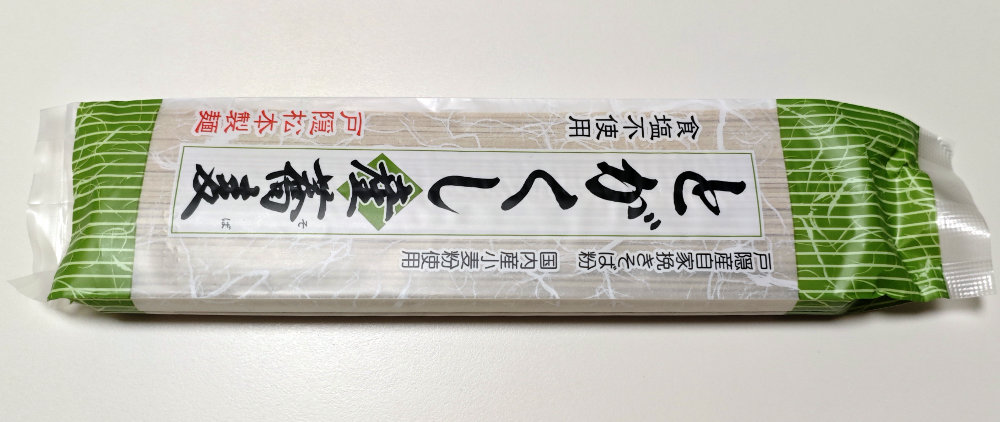 戸隠産自家挽きそば粉　国内産小麦粉使用
とがくし産蕎麦
そば
食塩不使用
戸隠松本製麺